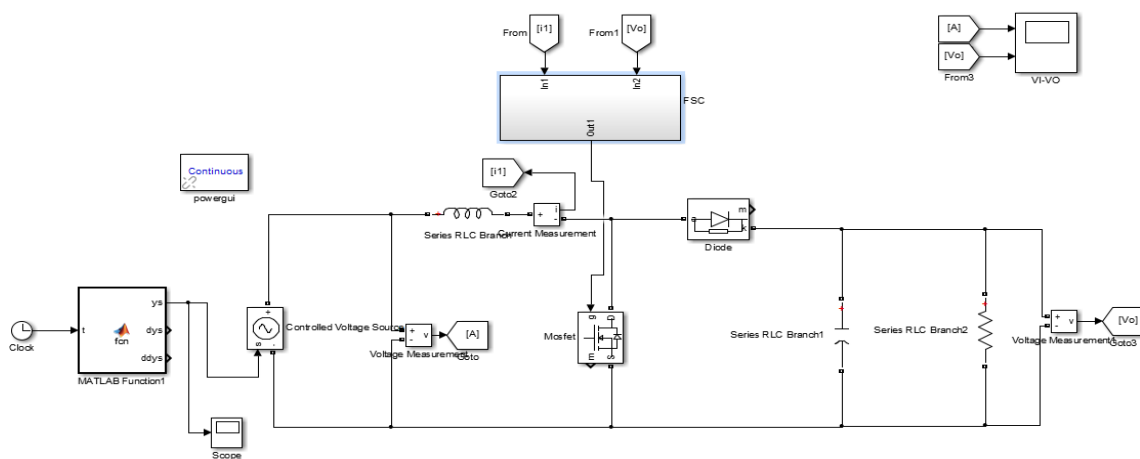 From
[i1]
From1
[Vo]
In1
In2
FSC
Out1
[A]
[Vo]
From3
VI-VO
Continuous
powergui
[i1]
Goto2
i
+
-
Series RLC Branch
Current Measurement
a
m
k
Diode
Clock
t
fcn
ys
dys
ddys
MATLAB Function1
Scope
+
s
-
Controlled Voltage Source
+
-
v
Voltage Measurement
[A]
Goto
Mosfet
g
D
m
S
+
Series RLC Branch1
+
Series RLC Branch2
+
-
v
Voltage Measurement1
[Vo]
Goto3